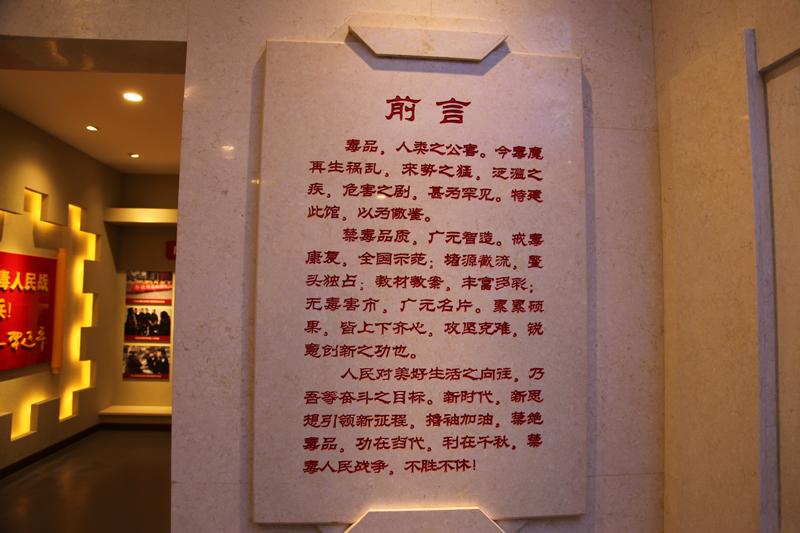 前言
毒品，人类之公害。今毒魔
再生祸乱，来势之猛，泛滥之
疾，危害之剧，甚为罕见。特建
此馆，以为儆鉴。
禁毒品质，广元智造。戒毒
康复，全国示范；堵源截流，鳌
头独占；教材教案，丰富多彩；
无毒害市，广元名片。累累硕
果，皆上下齐心，攻坚克难，锐
意创新之功也。
人民对美好生活之向往，乃
吾等奋斗之目标。新时代，新思
想引领新征程，撸袖加油，禁绝
毒品，功在当代，利在千秋，禁
毒人民战争，不胜不休！
毒人民战